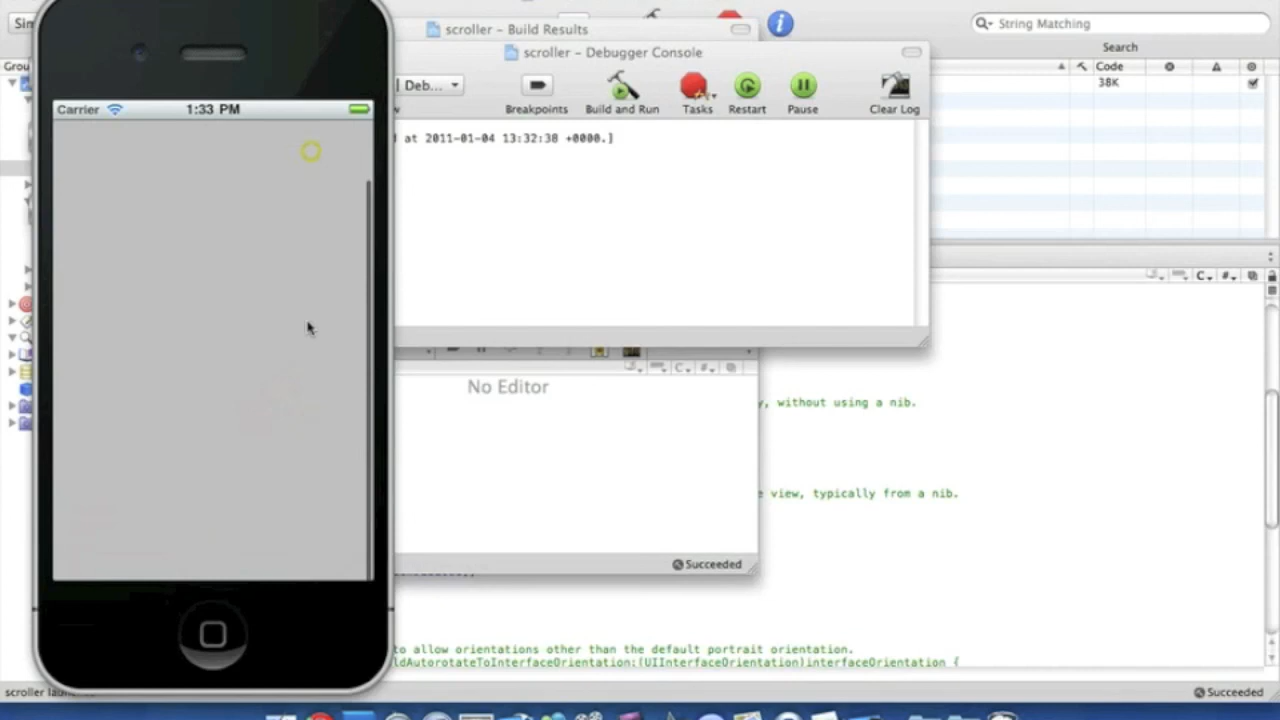 scroller – Build Results
String Matching
Search
scroller – Debugger Console
Deb...
Code
38K
Breakpoints
Build and Run
Tasks
Restart
Pause
Clear Log
Carrier
1:33 PM
at 2011-01-04 13:32:38 +0000.]
No Editor
, without using a nib.
view, typically from a nib.
Succeeded
to allow orientations other than the default portrait orientation.
ldAutorotateToInterfaceOrientation:(UIInterfaceOrientation)interfaceOrientation {
scroller
Succeeded